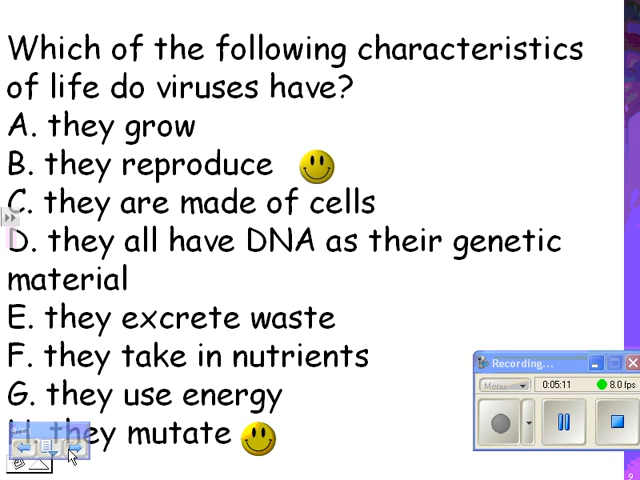 Which of the following characteristics
of life do viruses have?
A. they grow
B. they reproduce
C. they are made of cells
D. they all have DNA as their genetic
material
E. they excrete waste
F. they take in nutrients
G. they use energy
H. they mutate
Recording...
Menu
0:05:11
8.0 fps
9